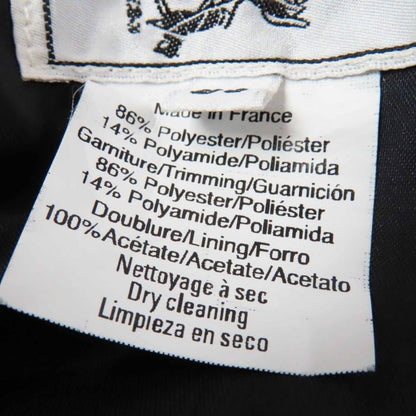 Made in France
86% Polyester/Poliéster
14% Polyamide/Poliamida
Garniture/Trimming/Guarnición
86% Polyester/Poliéster
14% Polyamide/Poliamida
Doublure/Lining/Forro
100%Acétate/Acetate/Acetato
Nettoyage à sec
Dry cleaning
Limpieza en seco